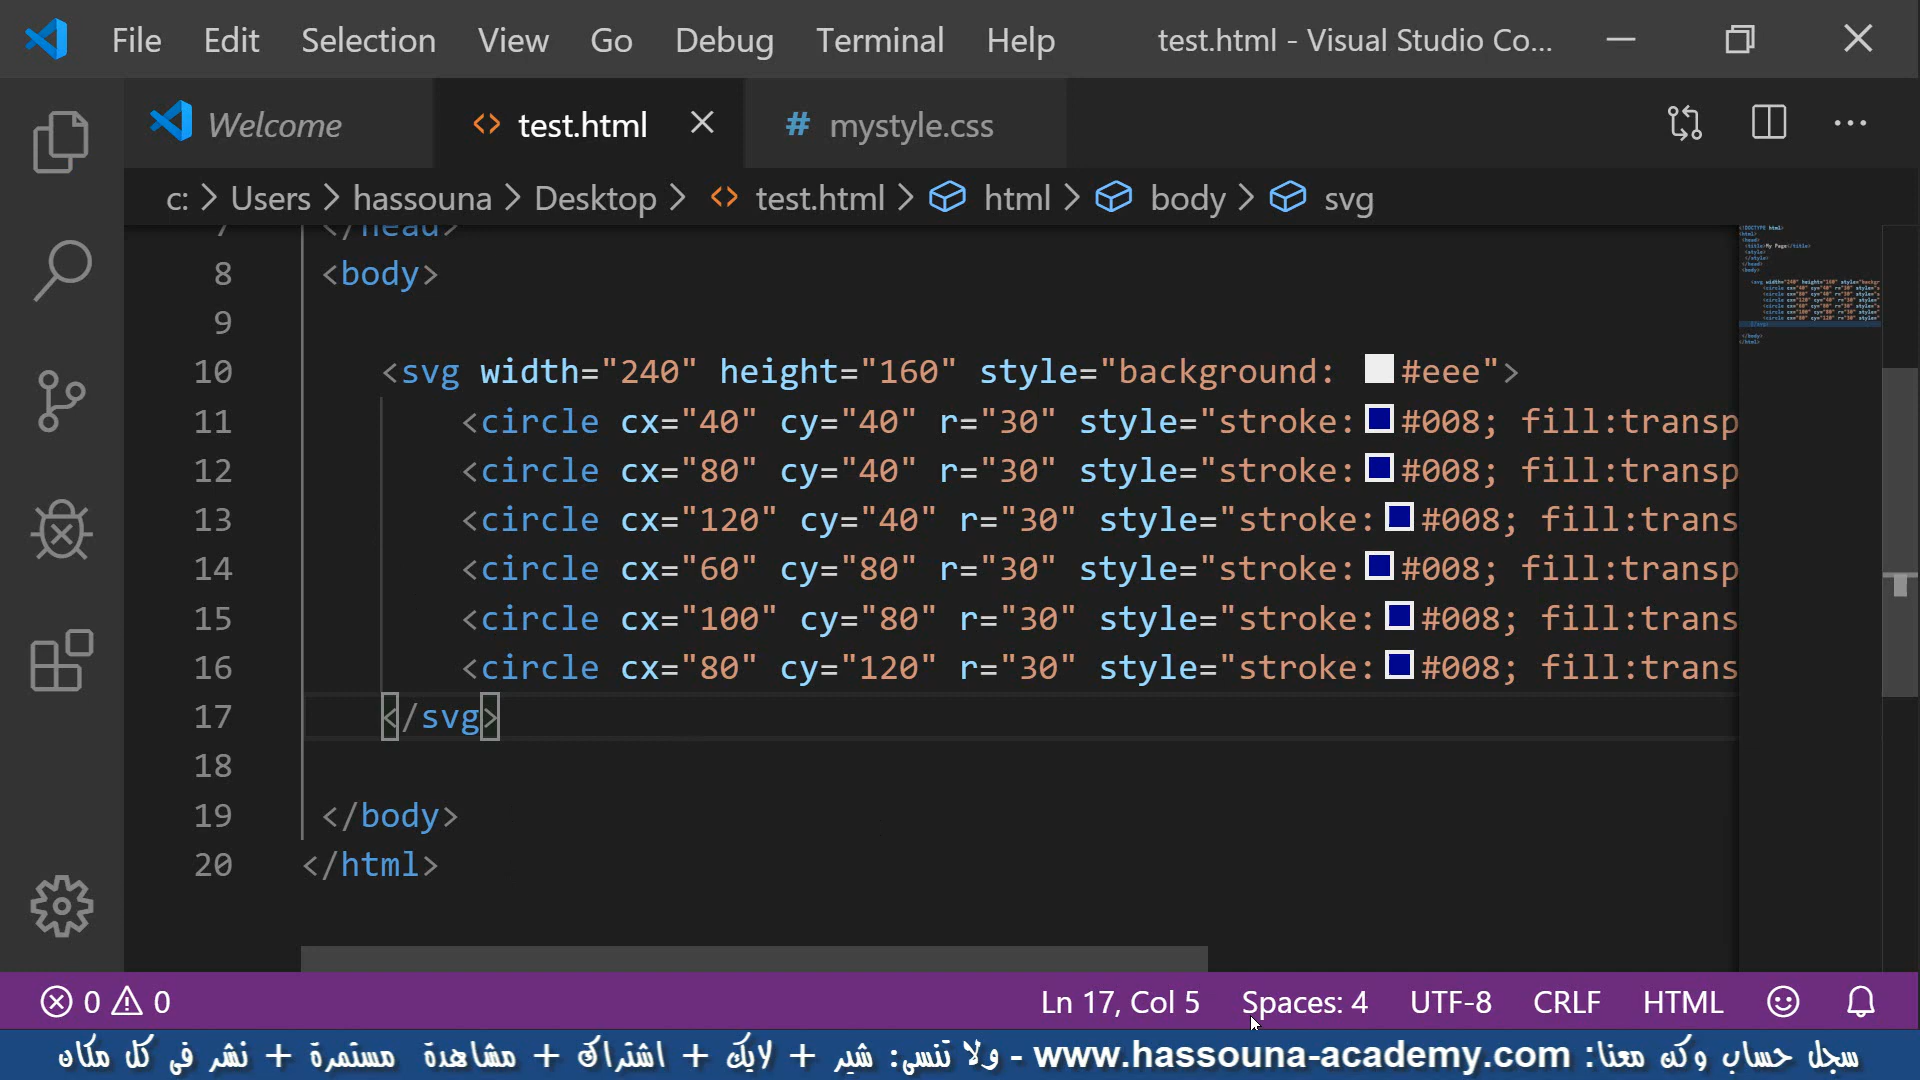 File Edit Selection View Go Debug Terminal Help test.html - Visual Studio Co...
Welcome test.html mystyle.css
c: > Users > hassouna > Desktop > test.html > html > body > svg
7 </head>
8 <body>
9
10 <svg width="240" height="160" style="background: #eee">
11 <circle cx="40" cy="40" r="30" style="stroke:#008; fill:transp
12 <circle cx="80" cy="40" r="30" style="stroke:#008; fill:transp
13 <circle cx="120" cy="40" r="30" style="stroke:#008; fill:trans
14 <circle cx="60" cy="80" r="30" style="stroke:#008; fill:transp
15 <circle cx="100" cy="80" r="30" style="stroke:#008; fill:trans
16 <circle cx="80" cy="120" r="30" style="stroke:#008; fill:trans
17 </svg>
18
19 </body>
20 </html>
0 0 Ln 17, Col 5 Spaces: 4 UTF-8 CRLF HTML
سجل حساب وكن معنا: www.hassouna-academy.com - ولا تنسى: شير + لايك + اشتراك + مشاهدة مستمرة + نشر في كل مكان